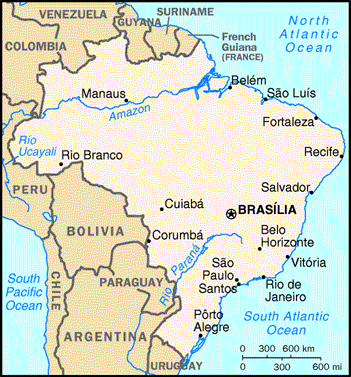 VENEZUELA
SURINAME
GUYANA
French
Guiana
(FRANCE)
COLOMBIA
North
Atlantic
Ocean
Belém
Manaus
São Luís
Amazon
Fortaleza
Río
Ucayali
Rio Branco
Recife
PERU
Salvador
Cuiabá
BRASÍLIA
BOLIVIA
Corumbá
Belo
Horizonte
Vitória
Rio Paraná
São
Paulo
Santos
Rio de
Janeiro
South
Pacific
Ocean
CHILE
PARAGUAY
Pôrto
Alegre
South Atlantic
Ocean
ARGENTINA
URUGUAY
0 300 600 km
0 300 600 mi